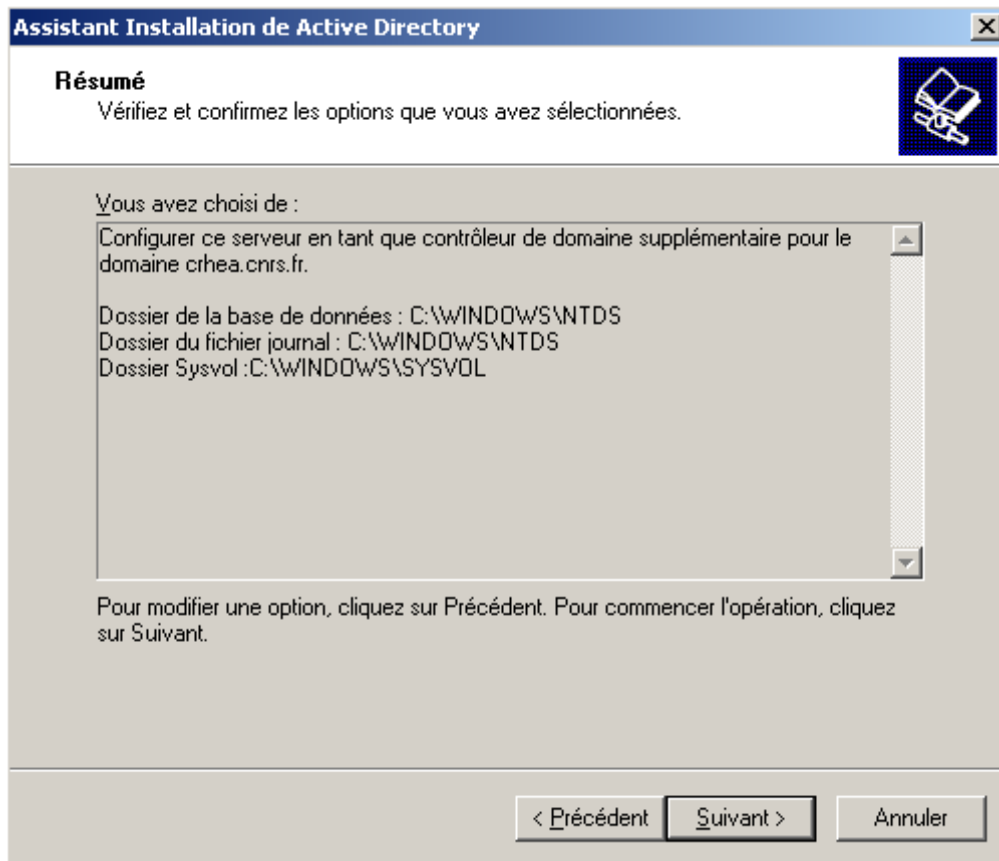 Assistant Installation de Active Directory
Résumé
Vérifiez et confirmez les options que vous avez sélectionnées.
Vous avez choisi de :
Configurer ce serveur en tant que contrôleur de domaine supplémentaire pour le
domaine crhea.cnrs.fr.
Dossier de la base de données : C:\WINDOWS\NTDS
Dossier du fichier journal : C:\WINDOWS\NTDS
Dossier Sysvol :C:\WINDOWS\SYSVOL
Pour modifier une option, cliquez sur Précédent. Pour commencer l'opération, cliquez
sur Suivant.
< Précédent Suivant > Annuler